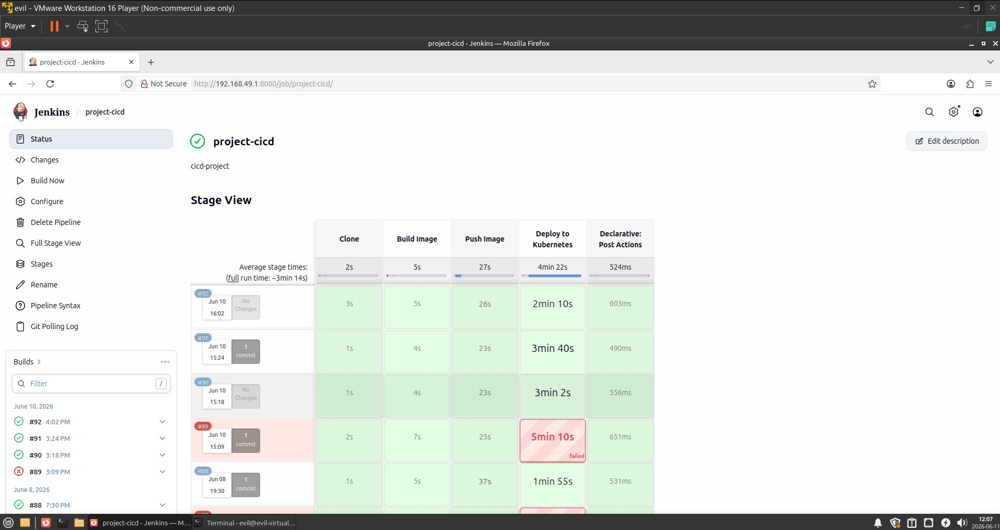 evil - VMware Workstation 16 Player (Non-commercial use only)
Player
project-cicd - Jenkins — Mozilla Firefox
project-cicd - Jenkins
Not Secure
http://192.168.49.1:8080/job/project-cicd/
Jenkins / project-cicd
Status
Changes
Build Now
Configure
Delete Pipeline
Full Stage View
Stages
Rename
Pipeline Syntax
Git Polling Log
Builds
Filter /
June 10, 2026
#92 4:02 PM
#91 3:24 PM
#90 3:18 PM
#89 3:09 PM
June 8, 2026
#88 7:30 PM
project-cicd
Edit description
cicd-project
Stage View
Clone
Build Image
Push Image
Deploy to
Kubernetes
Declarative:
Post Actions
Average stage times:
(full run time: ~3min 14s)
2s
5s
27s
4min 22s
524ms
#92
Jun 10
16:02
No
Changes
3s
5s
26s
2min 10s
603ms
#91
Jun 10
15:24
1
commit
1s
4s
23s
3min 40s
490ms
#90
Jun 10
15:18
No
Changes
1s
4s
23s
3min 2s
556ms
#89
Jun 10
15:09
1
commit
2s
7s
25s
5min 10s
failed
651ms
#88
Jun 08
19:30
1
commit
1s
5s
37s
1min 55s
531ms
project-cicd - Jenkins — M...
Terminal - evil@evil-virtual...
12:07
2026-06-11